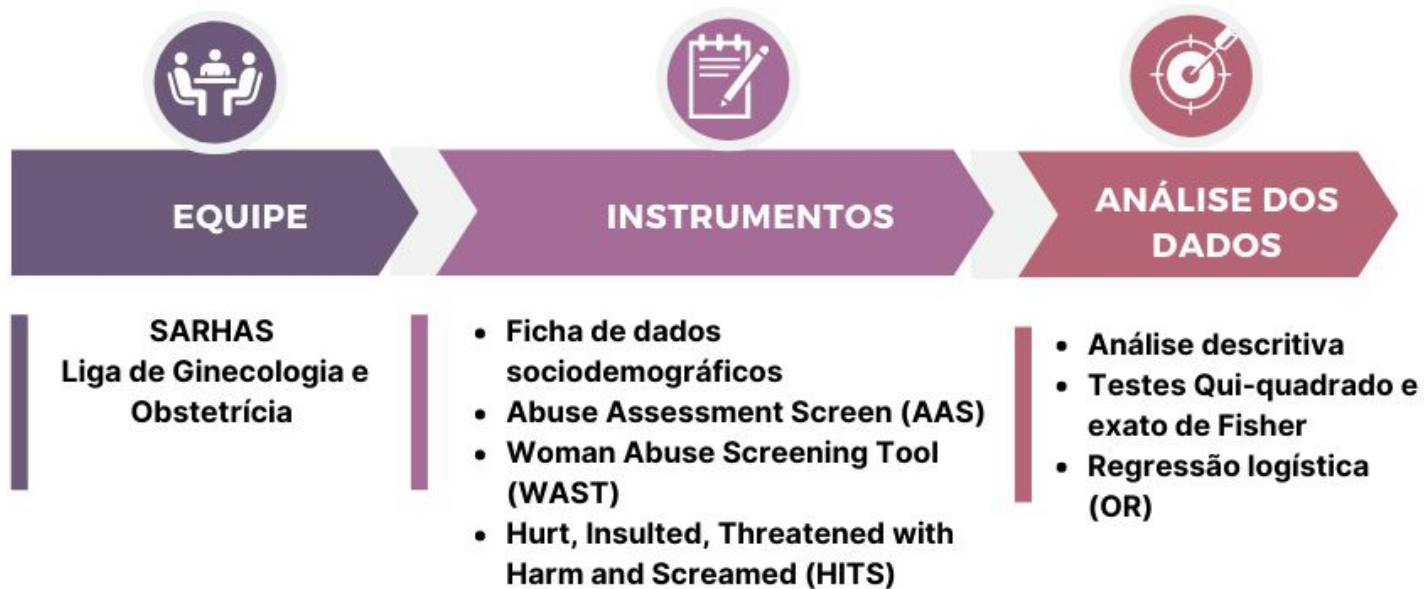 EQUIPE
INSTRUMENTOS
ANÁLISE DOS
DADOS
SARHAS
Liga de Ginecologia e
Obstetrícia
• Ficha de dados
sociodemográficos
• Abuse Assessment Screen (AAS)
• Woman Abuse Screening Tool
(WAST)
• Hurt, Insulted, Threatened with
Harm and Screamed (HITS)
• Análise descritiva
• Testes Qui-quadrado e
exato de Fisher
• Regressão logística
(OR)